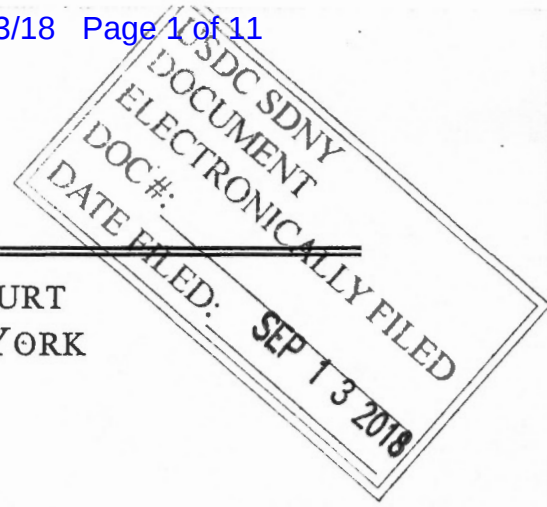 3/18 Page 1 of 11
USDC SDNY
DOCUMENT
ELECTRONICALLY FILED
DOC#:
DATE FILED: SEP 13 2018
URT
YORK